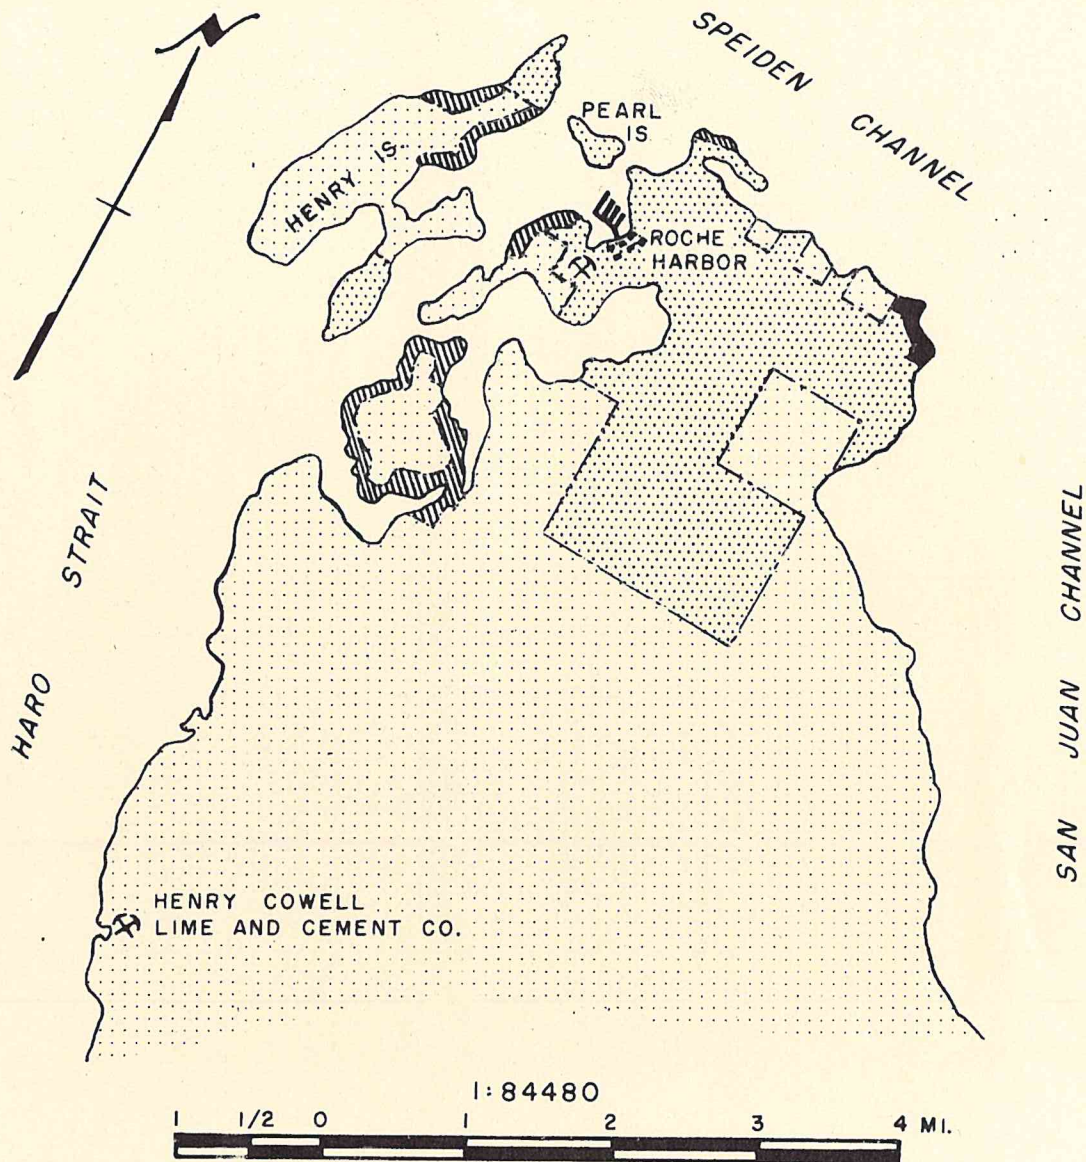 N
SPEIDEN
CHANNEL
PEARL
IS
HENRY IS.
ROCHE
HARBOR
HARO
STRAIT
SAN JUAN CHANNEL
HENRY COWELL
LIME AND CEMENT CO.
1:84480
1 1/2 0 1 2 3 4 MI.